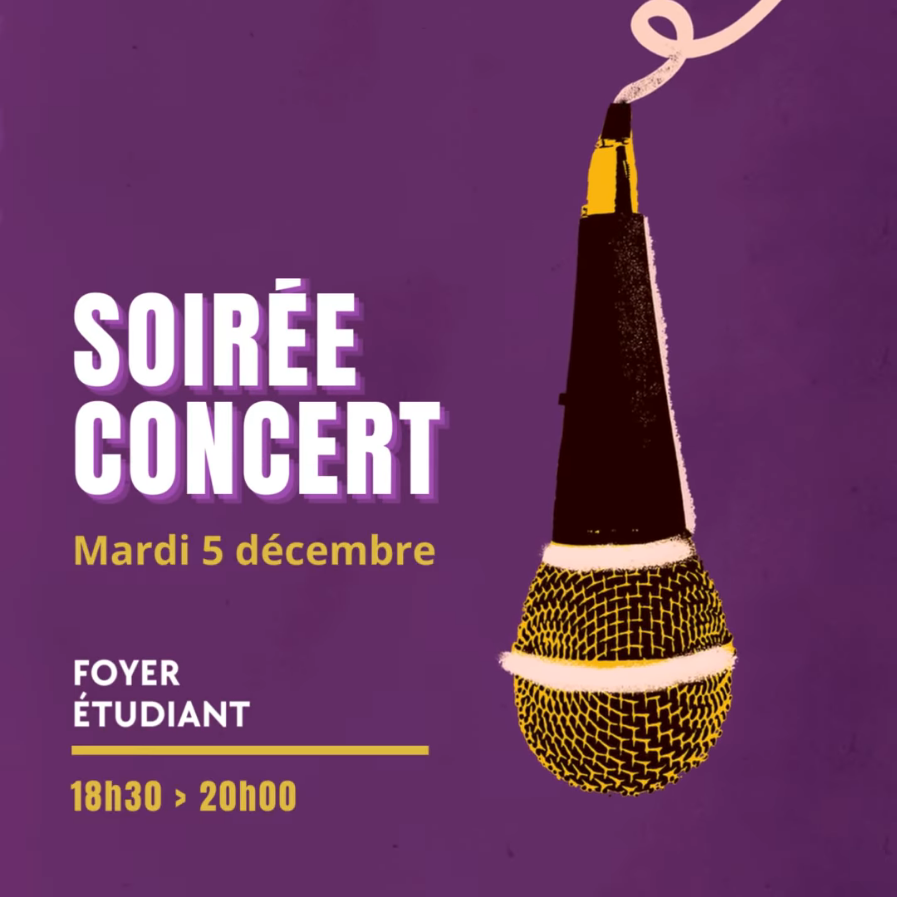 SOIRÉE
CONCERT
Mardi 5 décembre
FOYER
ÉTUDIANT
18h30 > 20h00